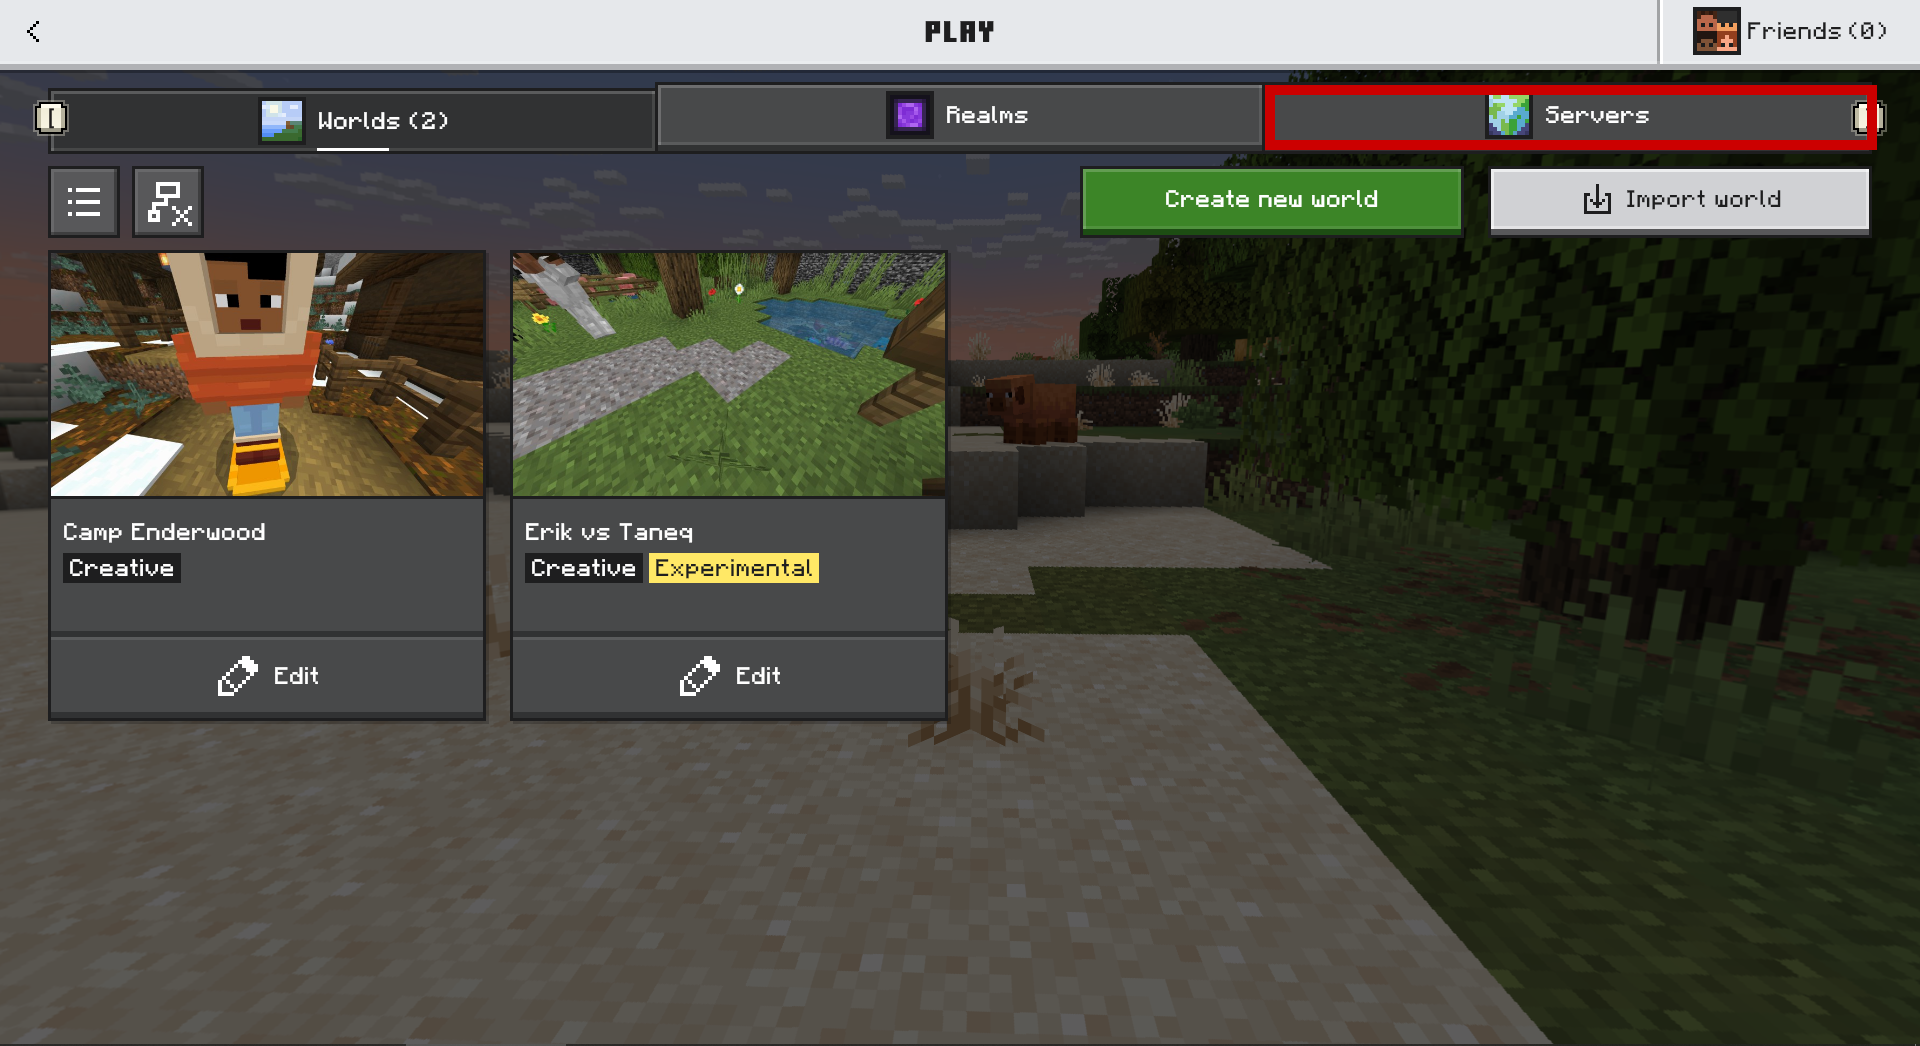 PLAY
Friends (0)
[
Worlds (2)
Realms
Servers
Create new world
Import world
Camp Enderwood
Creative
Edit
Erik vs Taneq
Creative Experimental
Edit